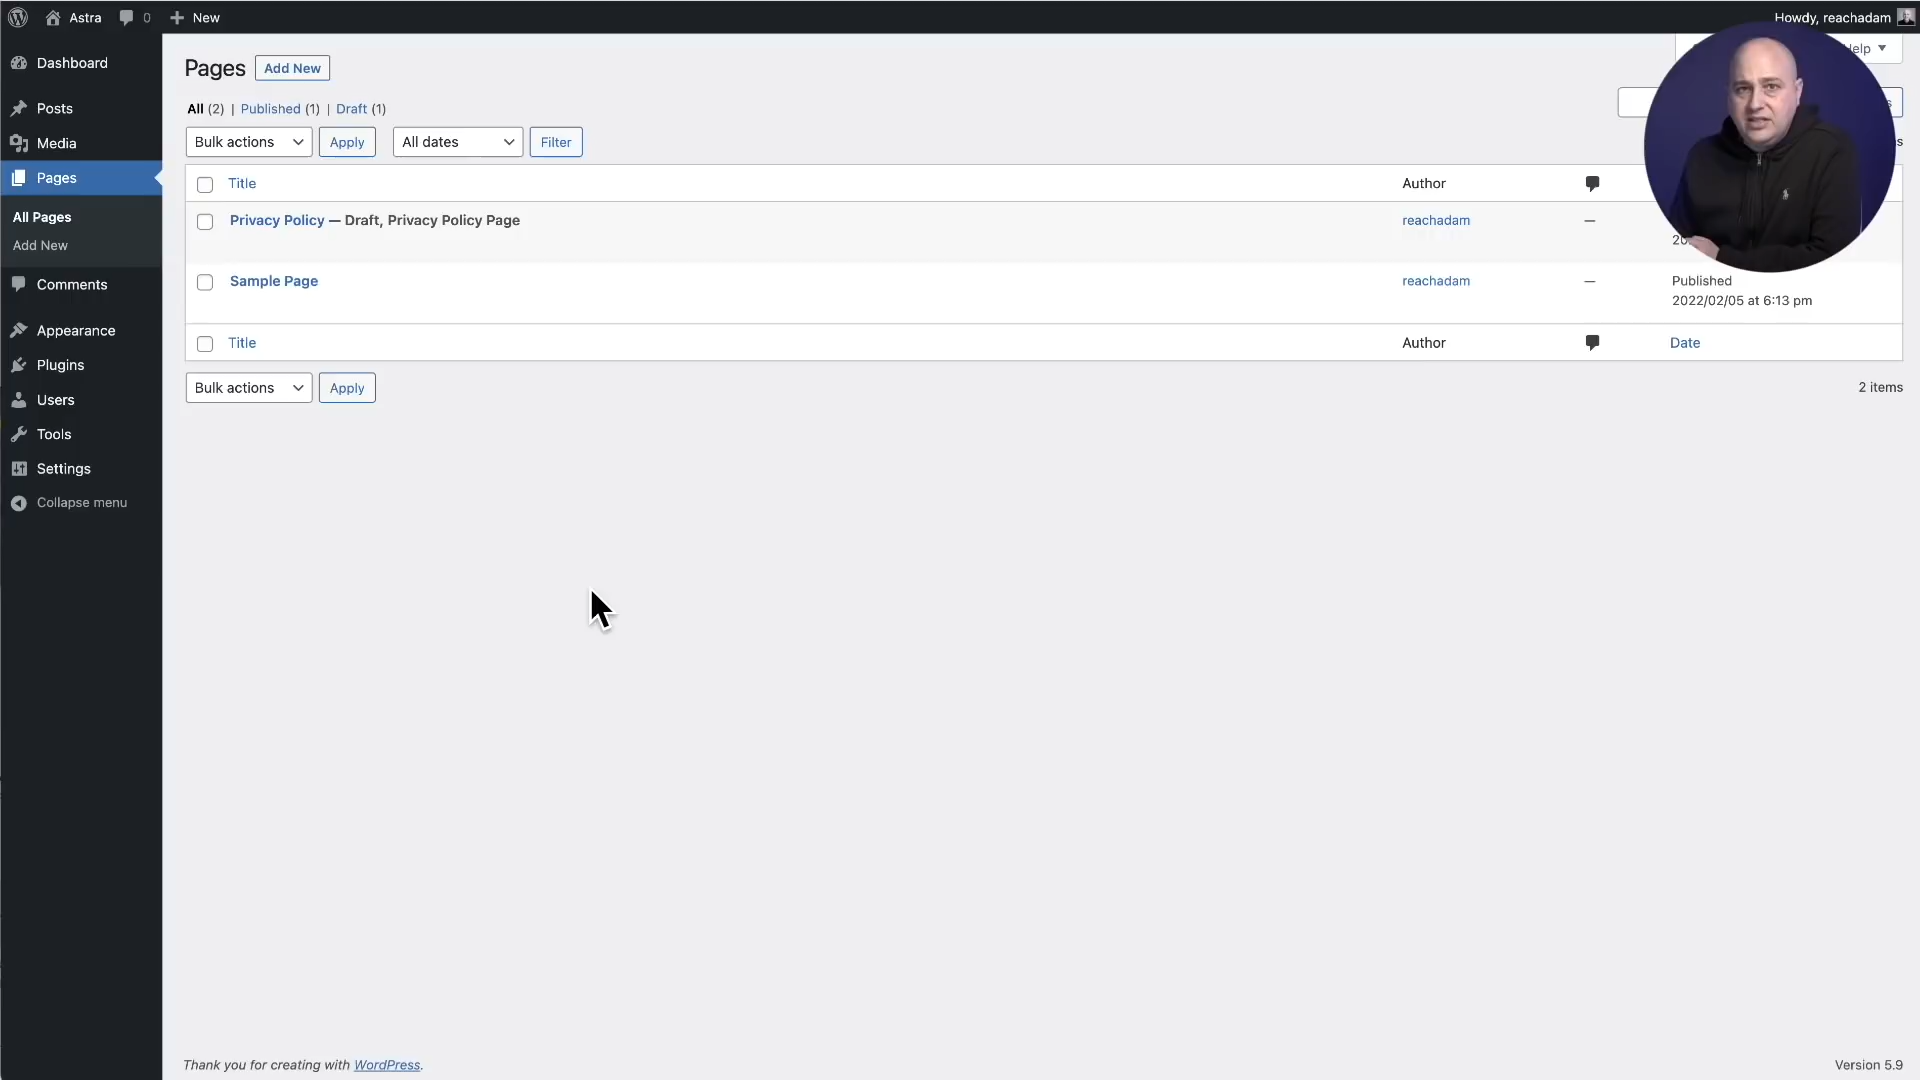 Astra 0 New Howdy, reachadam
Dashboard
Posts
Media
Pages
All Pages
Add New
Comments
Appearance
Plugins
Users
Tools
Settings
Collapse menu
Pages Add New
All (2) | Published (1) | Draft (1)
Bulk actions Apply All dates Filter
Title Author
Privacy Policy — Draft, Privacy Policy Page reachadam —
Sample Page reachadam — Published
2022/02/05 at 6:13 pm
Title Author Date
Bulk actions Apply 2 items
Thank you for creating with WordPress. Version 5.9